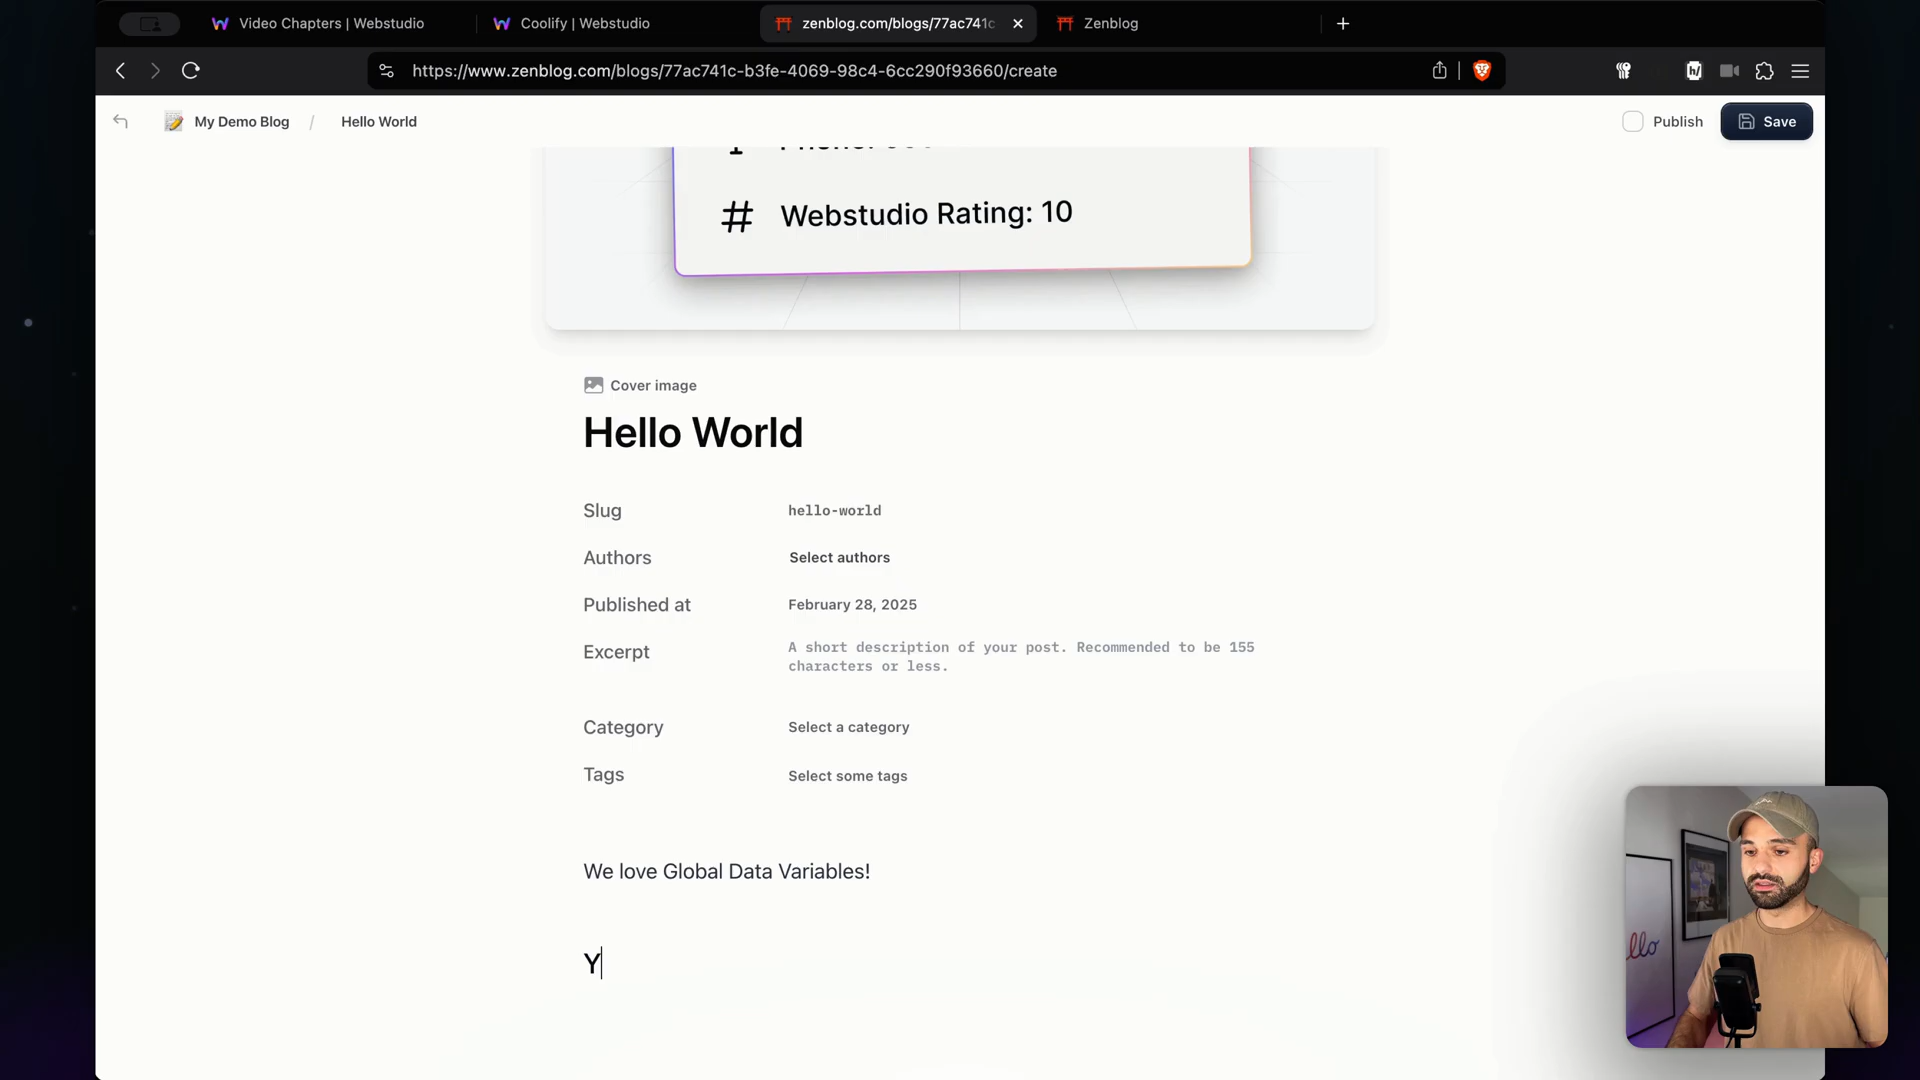 Video Chapters | Webstudio
Coolify | Webstudio
zenblog.com/blogs/77ac741c
Zenblog
https://www.zenblog.com/blogs/77ac741c-b3fe-4069-98c4-6cc290f93660/create
My Demo Blog / Hello World
Publish
Save
# Webstudio Rating: 10
Cover image
Hello World
Slug hello-world
Authors Select authors
Published at February 28, 2025
Excerpt A short description of your post. Recommended to be 155
characters or less.
Category Select a category
Tags Select some tags
We love Global Data Variables!
Y